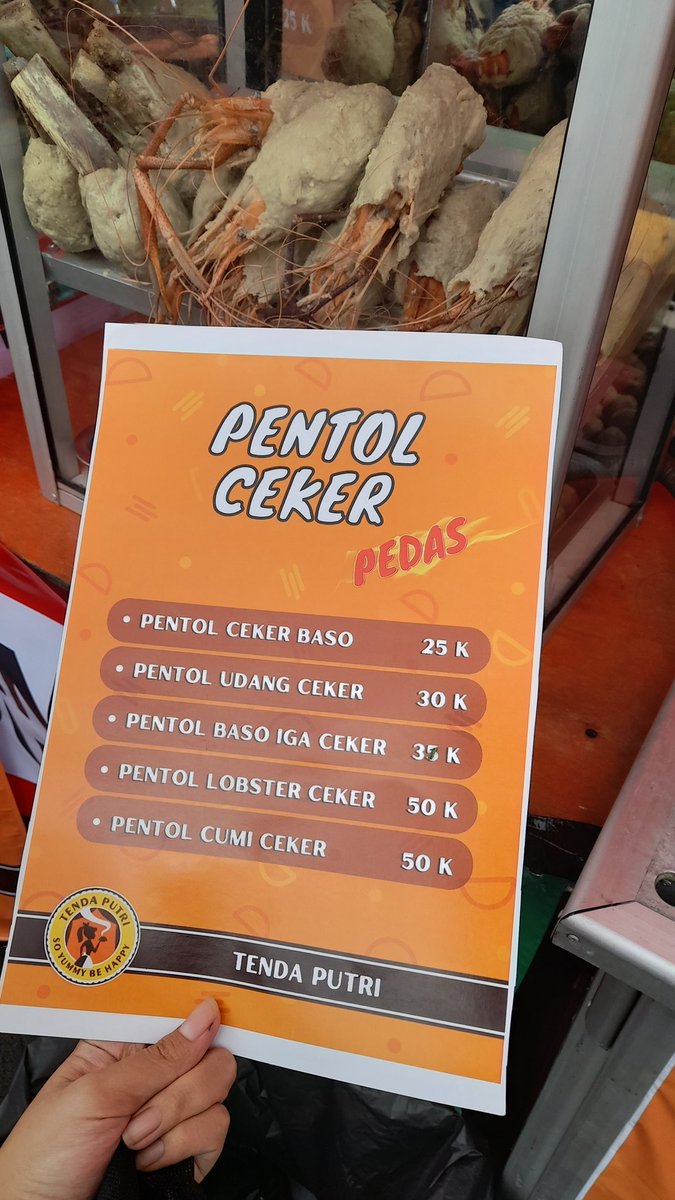 25 K
PENTOL
CEKER
PEDAS
• PENTOL CEKER BASO 25 K
• PENTOL UDANG CEKER 30 K
• PENTOL BASO IGA CEKER 35 K
• PENTOL LOBSTER CEKER 50 K
• PENTOL CUMI CEKER 50 K
TENDA PUTRI
SO YUMMY BE HAPPY
TENDA PUTRI